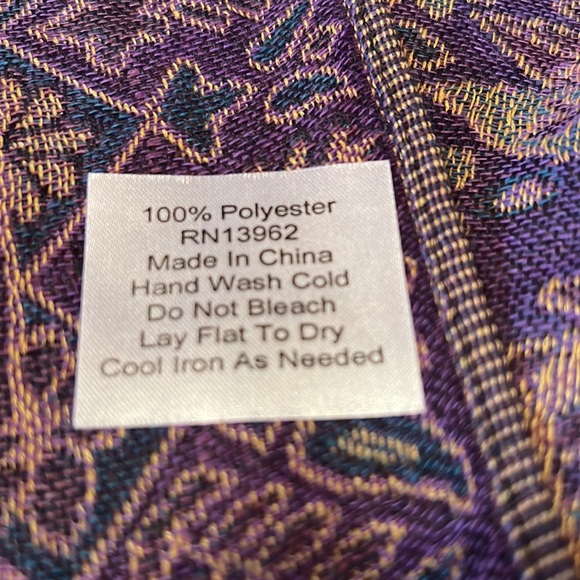 100% Polyester
RN13962
Made In China
Hand Wash Cold
Do Not Bleach
Lay Flat To Dry
Cool Iron As Needed